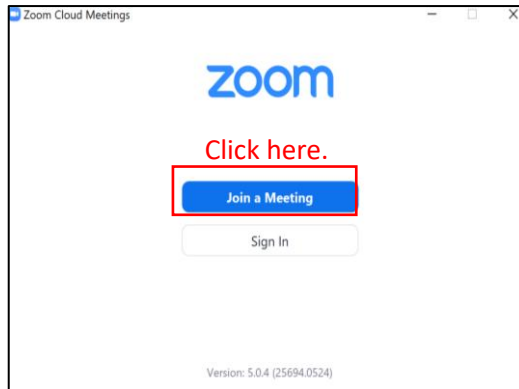 Zoom Cloud Meetings
zoom
Click here.
Join a Meeting
Sign In
Version: 5.0.4 (25694.0524)